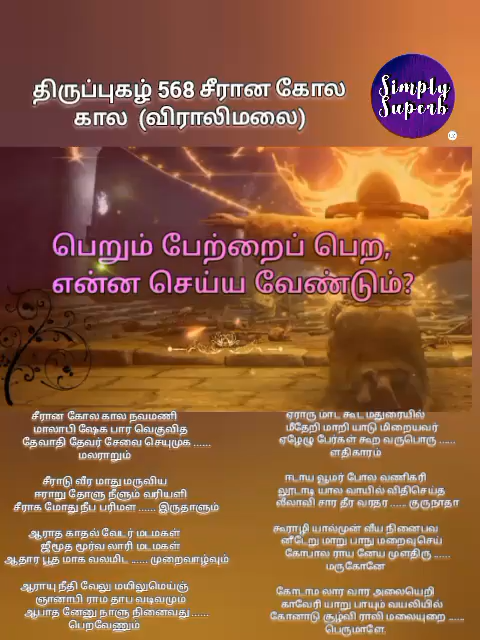 திருப்புகழ் 568 சீரான கோல
கால (விராலிமலை)
Simply
Superb
பெறும் பேற்றைப் பெற,
என்ன செய்ய வேண்டும்?
சீரான கோல கால நவமணி
மாலாபி ஷேக பார வெகுவித
தேவாதி தேவர் சேவை செயுமுக ......
மலராறும்
சீராடு வீர மாது மருவிய
ஈராறு தோளு நீளும் வரியளி
சீராக மோது நீப பரிமள ...... இருதாளும்
ஆராத காதல் வேடர் மடமகள்
ஜீமூத மூர்வ லாரி மடமகள்
ஆதார பூத மாக வலமிட ...... முறைவாழ்வும்
ஆராயு நீதி வேலு மயிலுமெய்ஞ்
ஞானாபி ராம தாப வடிவமும்
ஆபாத னேனு நாளு நினைவது ......
பெறவேணும்
ஏராரு மாட கூட மதுரையில்
மீதேறி மாறி யாடு மிறையவர்
ஏழேழு பேர்கள் கூற வருபொரு ......
ளதிகாரம்
ஈடாய வூமர் போல வணிகரி
லூடாடி யால வாயில் விதிசெய்த
லீலாவி சார தீர வரதர ...... குருநாதா
கூராழி யால்முன் வீய நினைபவ
னீடேறு மாறு பாநு மறைவுசெய்
கோபால ராய னேய முளதிரு ......
மருகோனே
கோடாம லார வார அலையெறி
காவேரி யாறு பாயும் வயலியில்
கோனாடு சூழ்வி ராலி மலையுறை ......
பெருமாளே